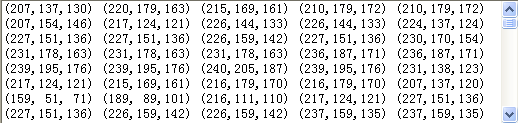 (207,137,130) (220,179,163) (215,169,161) (210,179,172) (210,179,172)
(207,154,146) (217,124,121) (226,144,133) (226,144,133) (224,137,124)
(227,151,136) (227,151,136) (226,159,142) (227,151,136) (230,170,154)
(231,178,163) (231,178,163) (231,178,163) (236,187,171) (236,187,171)
(239,195,176) (239,195,176) (240,205,187) (239,195,176) (231,138,123)
(217,124,121) (215,169,161) (216,179,170) (216,179,170) (207,137,120)
(159, 51, 71) (189, 89,101) (216,111,110) (217,124,121) (227,151,136)
(227,151,136) (226,159,142) (226,159,142) (237,159,135) (237,159,135)